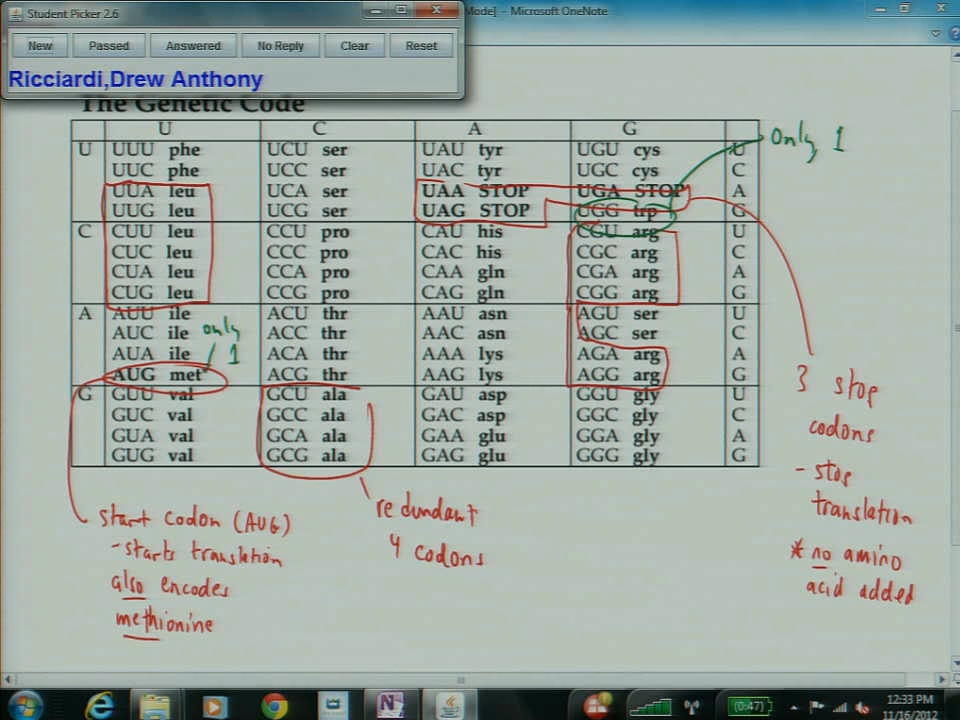 Student Picker 2.6
Mode] - Microsoft OneNote
New Passed Answered No Reply Clear Reset
Ricciardi,Drew Anthony
The Genetic Code
U C A G
U UUU phe UCU ser UAU tyr UGU cys U
UUC phe UCC ser UAC tyr UGC cys C
UUA leu UCA ser UAA STOP UGA STOP A
UUG leu UCG ser UAG STOP UGG trp G
C CUU leu CCU pro CAU his CGU arg U
CUC leu CCC pro CAC his CGC arg C
CUA leu CCA pro CAA gln CGA arg A
CUG leu CCG pro CAG gln CGG arg G
A AUU ile ACU thr AAU asn AGU ser U
AUC ile ACC thr AAC asn AGC ser C
AUA ile ACA thr AAA lys AGA arg A
AUG met ACG thr AAG lys AGG arg G
G GUU val GCU ala GAU asp GGU gly U
GUC val GCC ala GAC asp GGC gly C
GUA val GCA ala GAA glu GGA gly A
GUG val GCG ala GAG glu GGG gly G
only 1
only
1
start codon (AUG)
-starts translation
also encodes
methionine
redundant
4 codons
3 stop
codons
- stop
translation
* no amino
acid added
(0:47)
12:33 PM
11/16/2012